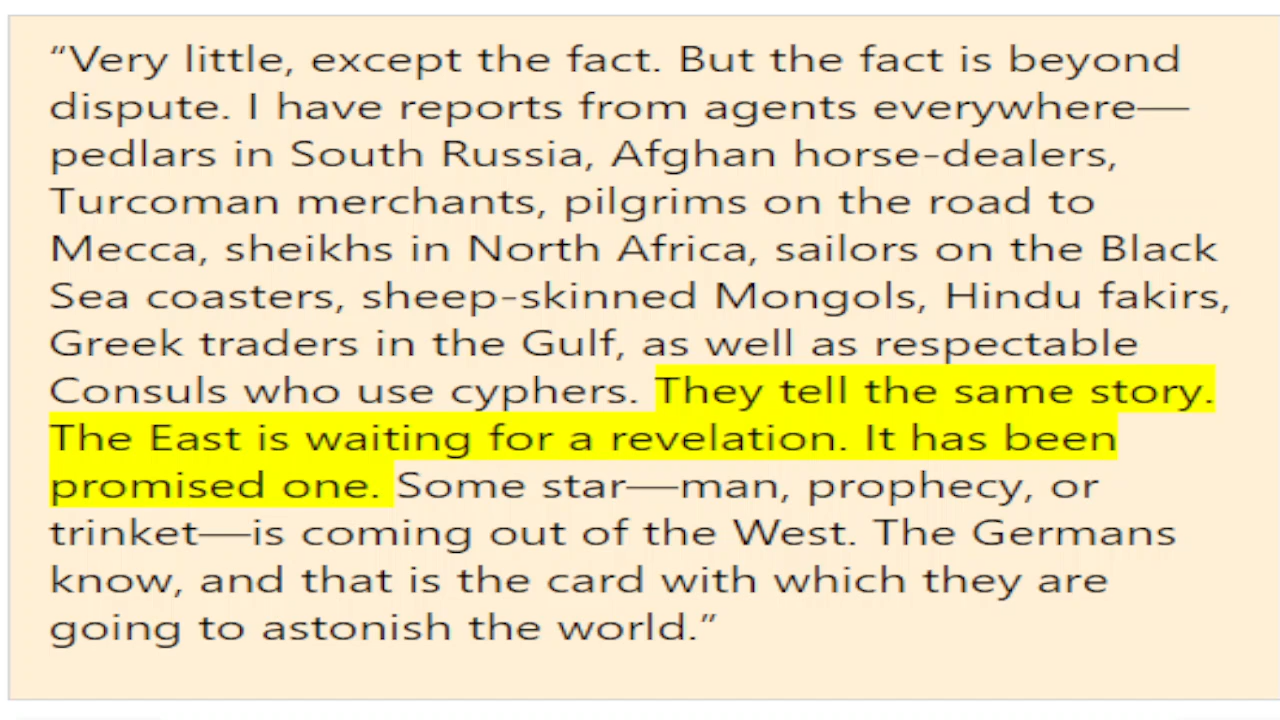 “Very little, except the fact. But the fact is beyond
dispute. I have reports from agents everywhere—
pedlars in South Russia, Afghan horse-dealers,
Turcoman merchants, pilgrims on the road to
Mecca, sheikhs in North Africa, sailors on the Black
Sea coasters, sheep-skinned Mongols, Hindu fakirs,
Greek traders in the Gulf, as well as respectable
Consuls who use cyphers. They tell the same story.
The East is waiting for a revelation. It has been
promised one. Some star—man, prophecy, or
trinket—is coming out of the West. The Germans
know, and that is the card with which they are
going to astonish the world.”